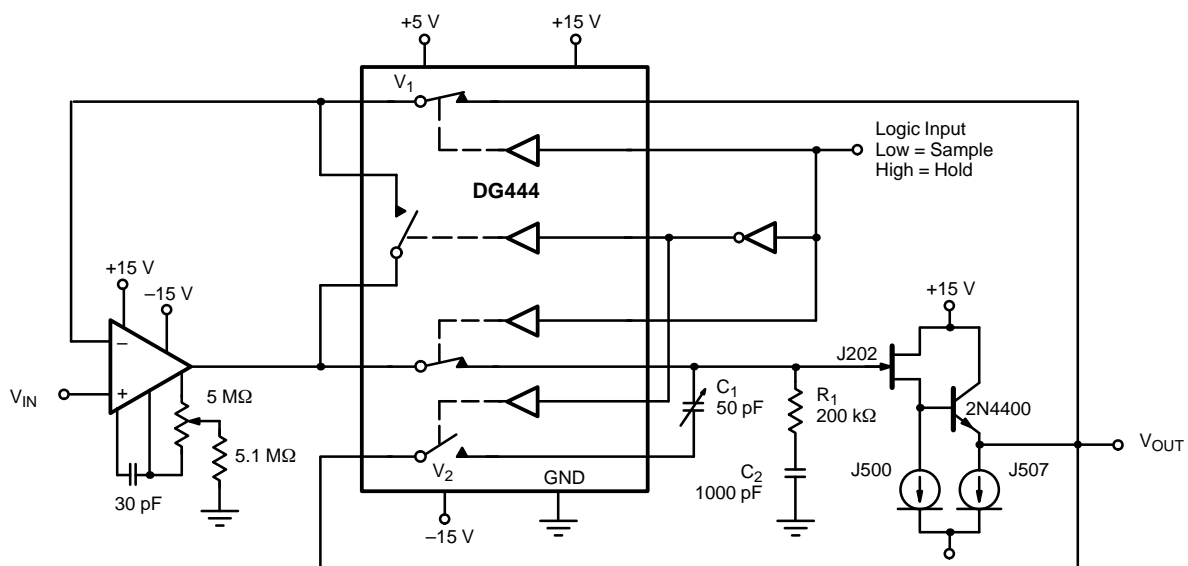 +5 V
+15 V
V1
Logic Input
Low = Sample
High = Hold
DG444
+15 V
–15 V
+15 V
–
+
VIN
5 MΩ
5.1 MΩ
30 pF
J202
C1
50 pF
R1
200 kΩ
2N4400
VOUT
V2
GND
C2
1000 pF
J500
J507
–15 V